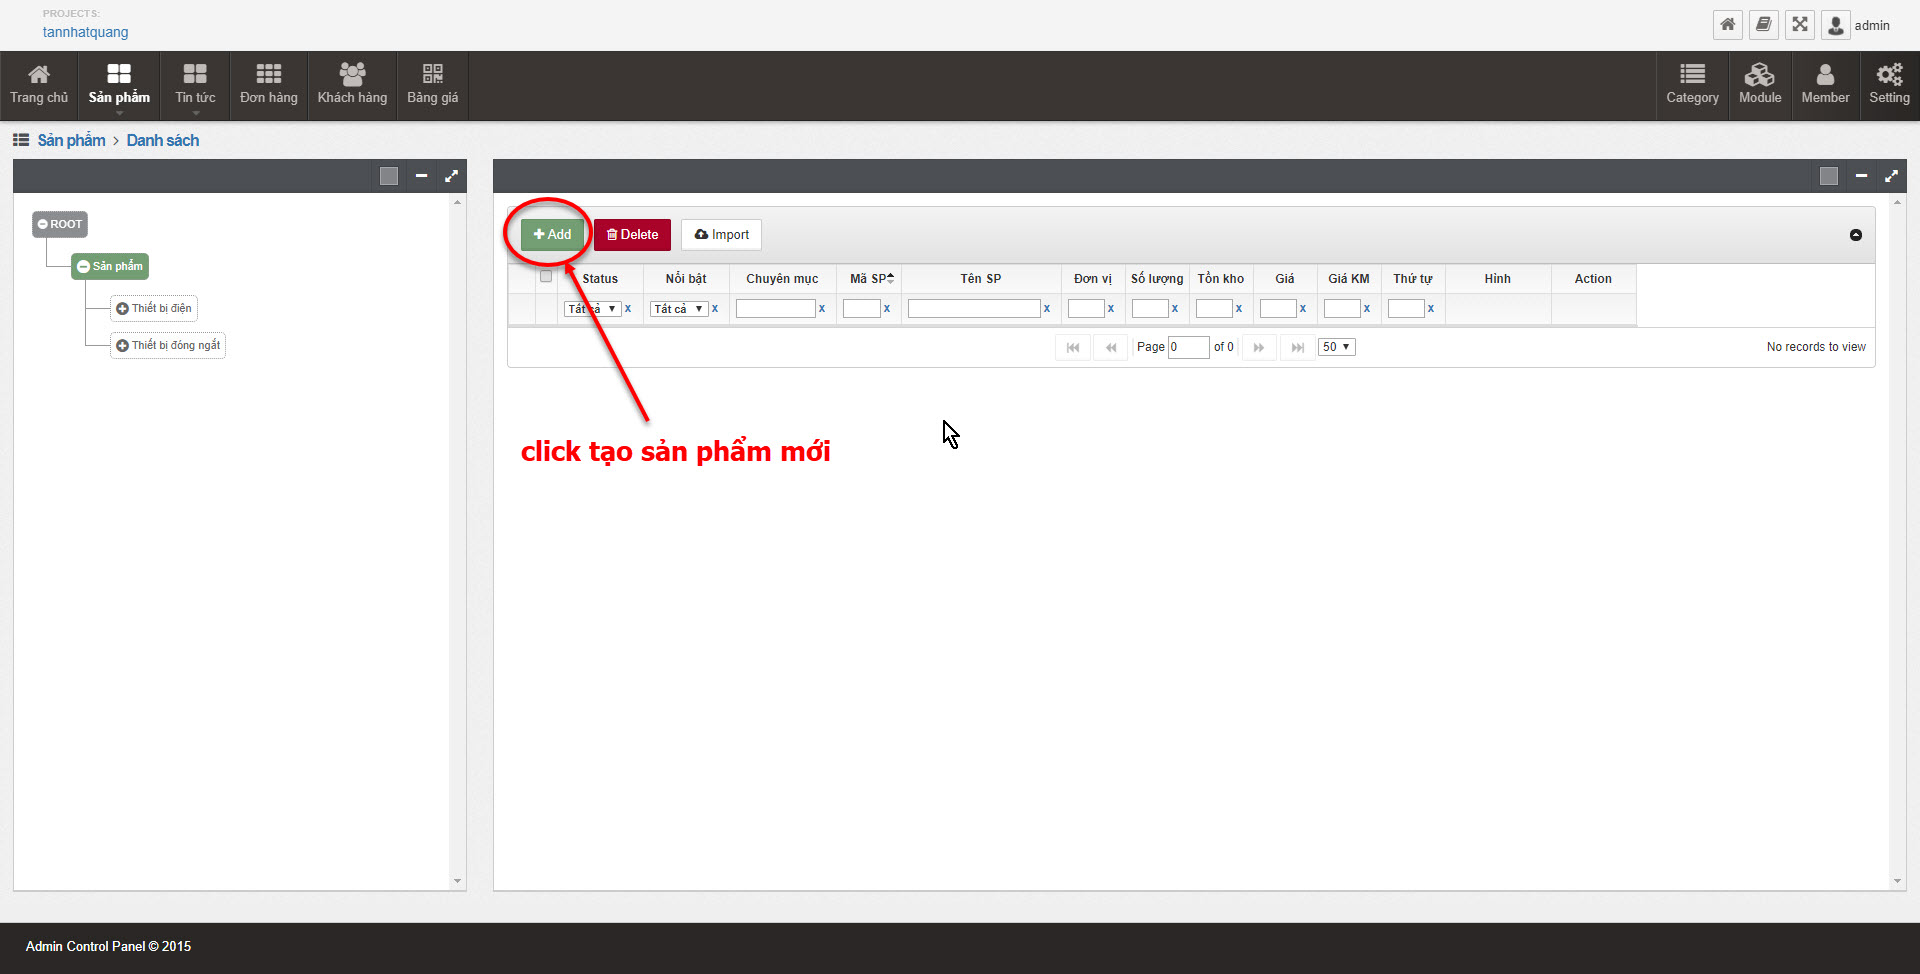 PROJECTS:
tannhatquang
admin
Trang chủ
Sản phẩm
Tin tức
Đơn hàng
Khách hàng
Bảng giá
Category
Module
Member
Setting
Sản phẩm > Danh sách
ROOT
Sản phẩm
Thiết bị điện
Thiết bị đóng ngắt
Add Delete Import
Status Nổi bật Chuyên mục Mã SP Tên SP Đơn vị Số lượng Tồn kho Giá Giá KM Thứ tự Hình Action
Tất cả x Tất cả x x x x x x x x x x
Page 0 of 0 50 No records to view
click tạo sản phẩm mới
Admin Control Panel © 2015